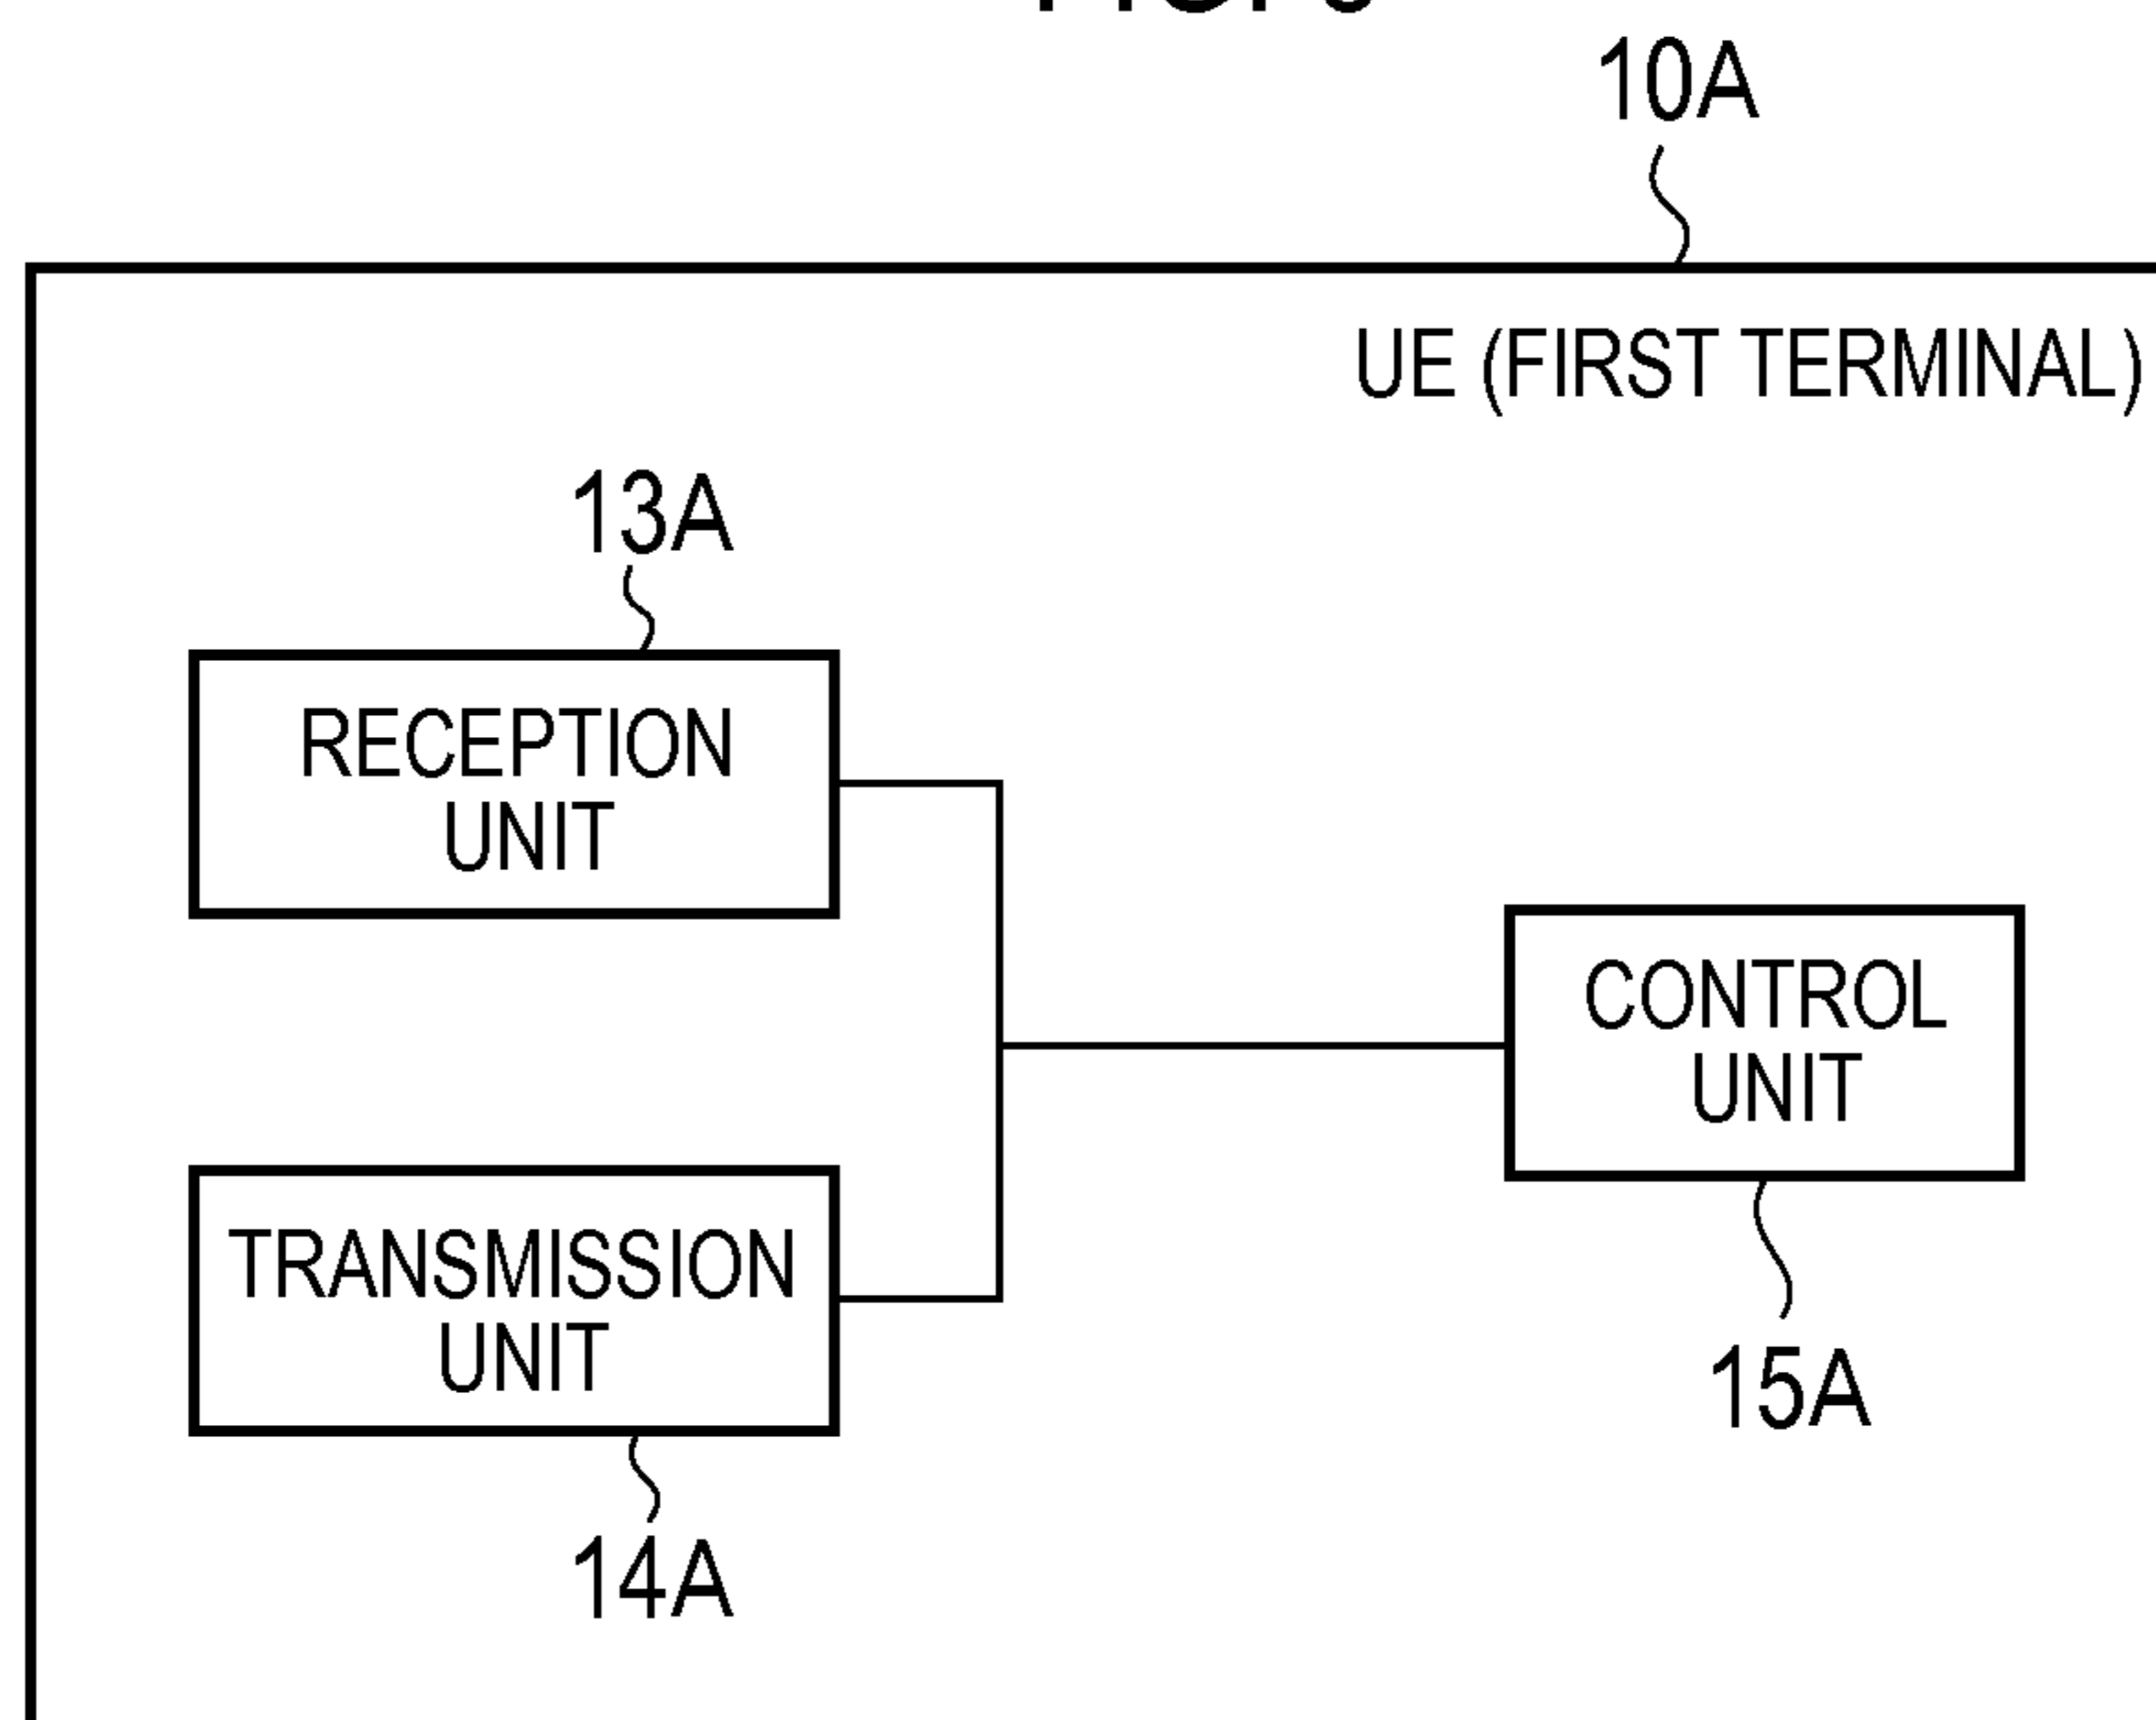 10A
UE (FIRST TERMINAL)
13A
RECEPTION
UNIT
CONTROL
UNIT
TRANSMISSION
UNIT
15A
14A